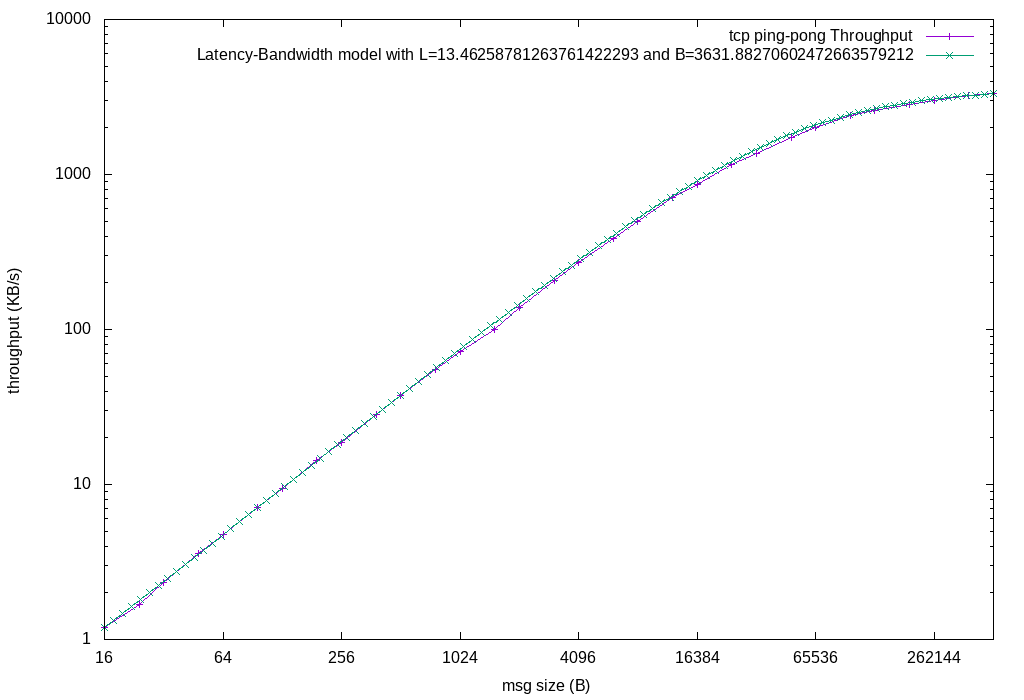 10000
tcp ping-pong Throughput
Latency-Bandwidth model with L=13.46258781263761422293 and B=3631.88270602472663579212
1000
100
10
1
throughput (KB/s)
16 64 256 1024 4096 16384 65536 262144
msg size (B)